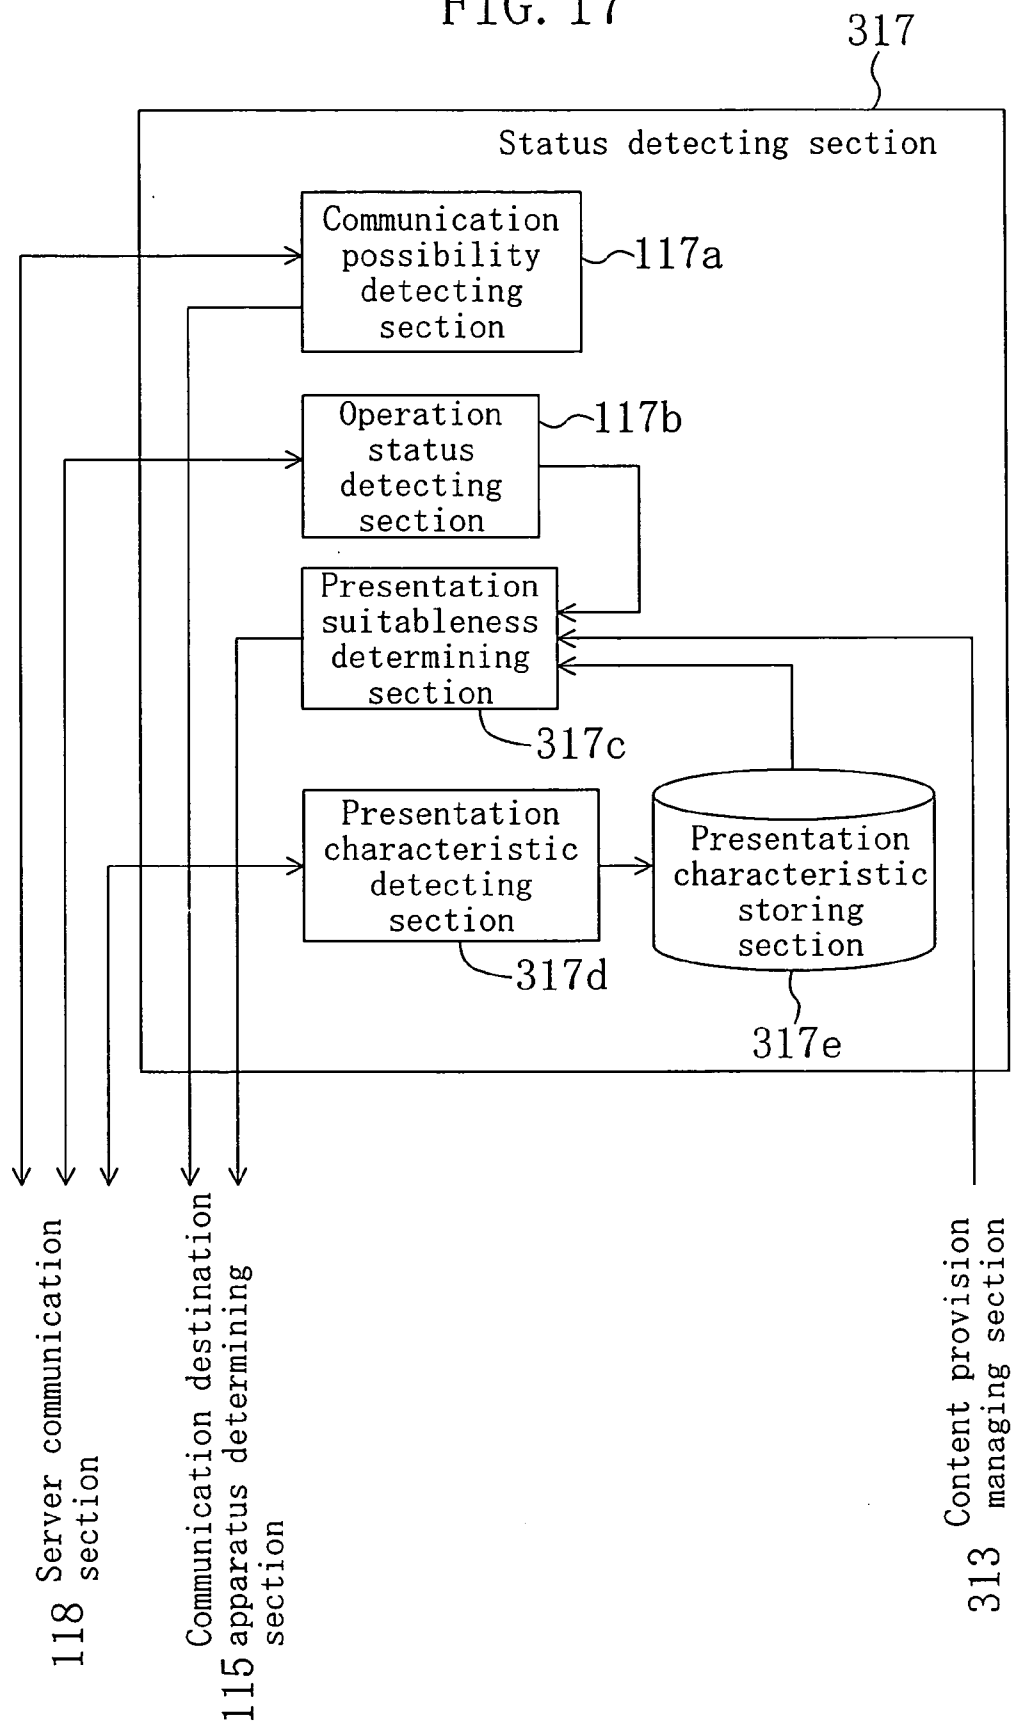 FIG. 17
317
Status detecting section
Communication
possibility
detecting
section
117a
Operation
status
detecting
section
117b
Presentation
suitableness
determining
section
317c
Presentation
characteristic
detecting
section
317d
Presentation
characteristic
storing
section
317e
118 Server communication
section
Communication destination
115 apparatus determining
section
313 Content provision
managing section